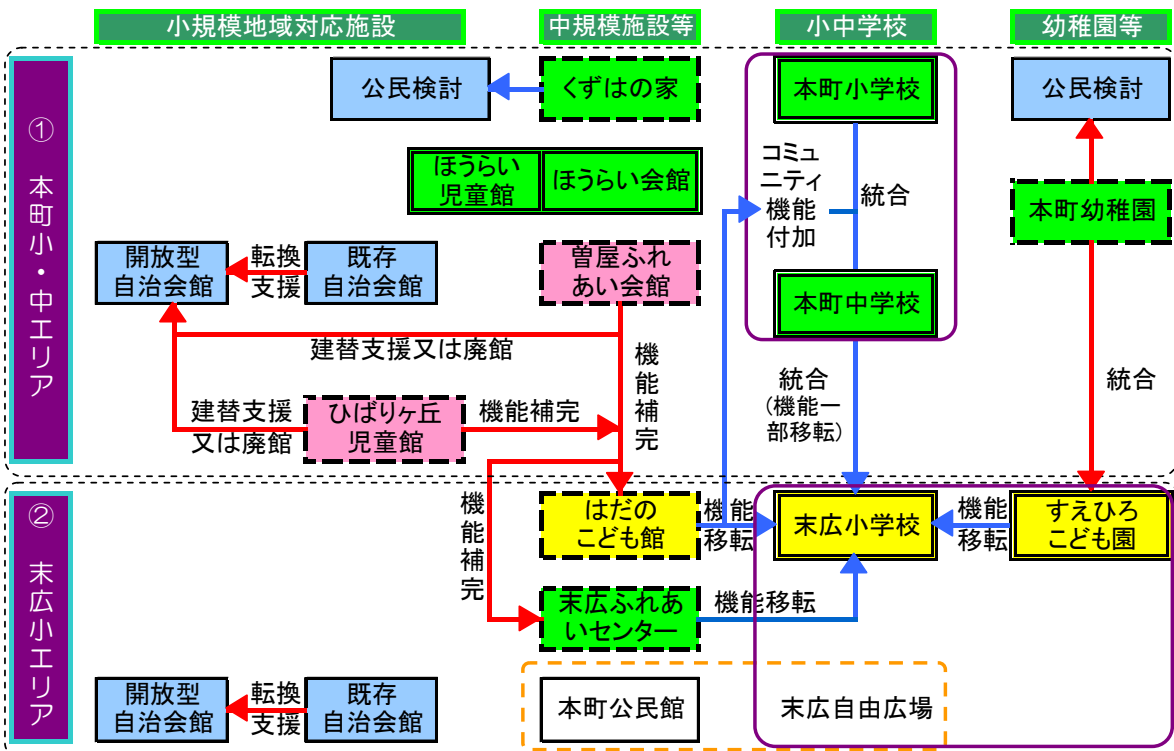 小規模地域対応施設
中規模施設等
小中学校
幼稚園等
① 本町小・中エリア
公民検討
くずはの家
本町小学校
公民検討
ほうらい
児童館
ほうらい会館
コミュ
ニティ
機能
付加
統合
本町幼稚園
開放型
自治会館
転換
支援
既存
自治会館
曽屋ふれ
あい会館
本町中学校
建替支援又は廃館
機能補完
建替支援
又は廃館
ひばりヶ丘
児童館
機能補完
統合
(機能一
部移転)
統合
② 末広小エリア
機能補完
はだの
こども館
機能
移転
末広小学校
機能
移転
すえひろ
こども園
末広ふれあ
いセンター
機能移転
開放型
自治会館
転換
支援
既存
自治会館
本町公民館
末広自由広場